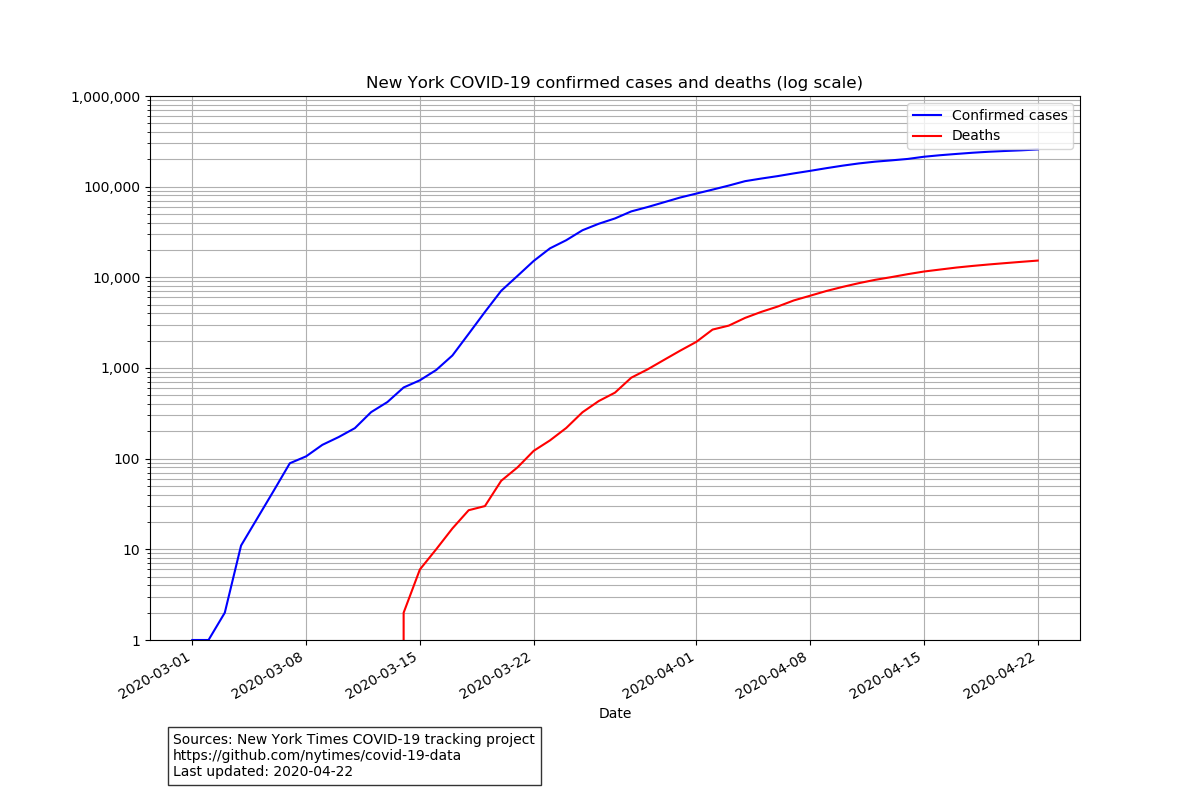 New York COVID-19 confirmed cases and deaths (log scale)
1,000,000
100,000
10,000
1,000
100
10
1
Confirmed cases
Deaths
2020-03-01
2020-03-08
2020-03-15
2020-03-22
2020-04-01
2020-04-08
2020-04-15
2020-04-22
Date
Sources: New York Times COVID-19 tracking project
https://github.com/nytimes/covid-19-data
Last updated: 2020-04-22